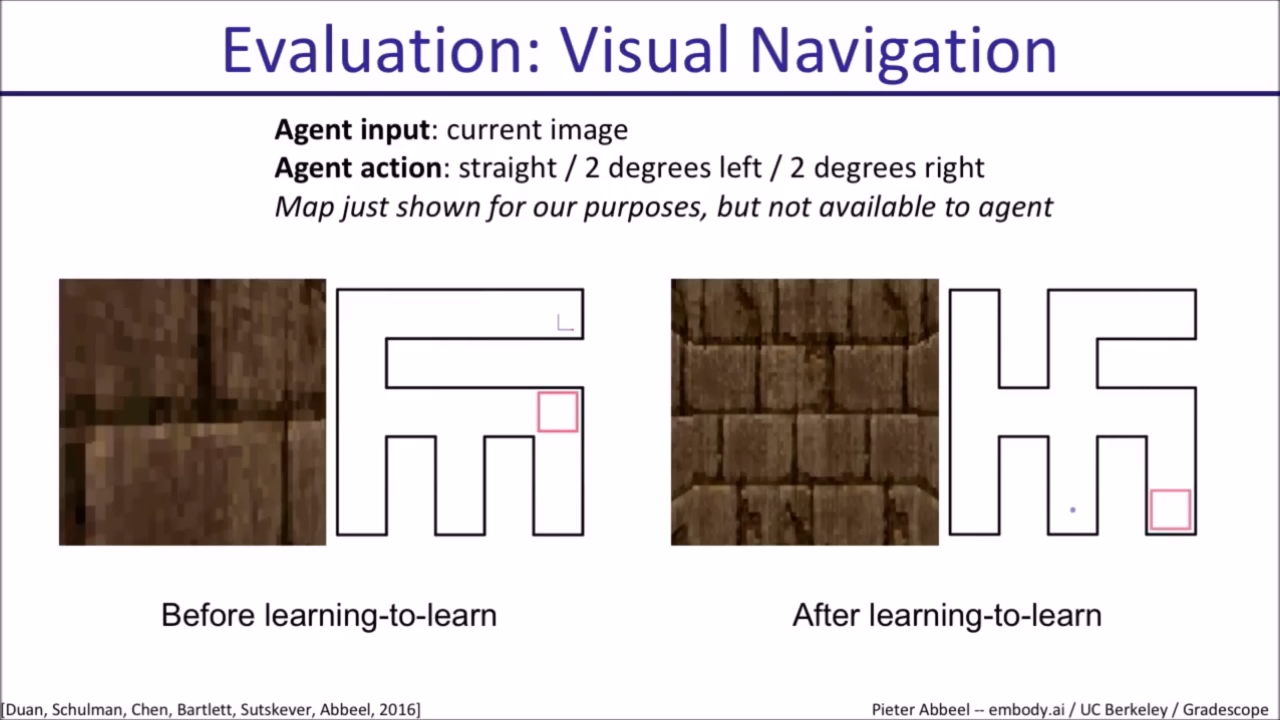 Evaluation: Visual Navigation
Agent input: current image
Agent action: straight / 2 degrees left / 2 degrees right
Map just shown for our purposes, but not available to agent
Before learning-to-learn
After learning-to-learn
[Duan, Schulman, Chen, Bartlett, Sutskever, Abbeel, 2016]
Pieter Abbeel -- embody.ai / UC Berkeley / Gradescope